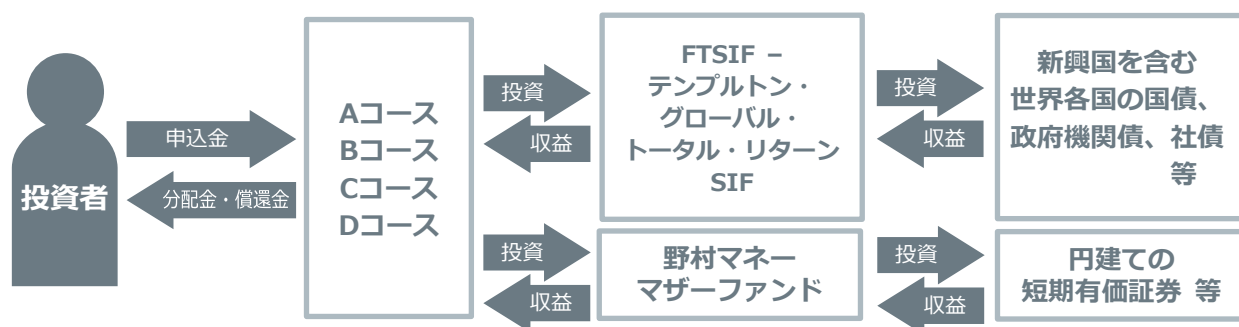 投資者
申込金
分配金・償還金
Aコース
Bコース
Cコース
Dコース
投資
収益
FTSIF －
テンプルトン・
グローバル・
トータル・リターン
SIF
投資
収益
新興国を含む
世界各国の国債、
政府機関債、社債
等
投資
収益
野村マネー
マザーファンド
投資
収益
円建ての
短期有価証券 等